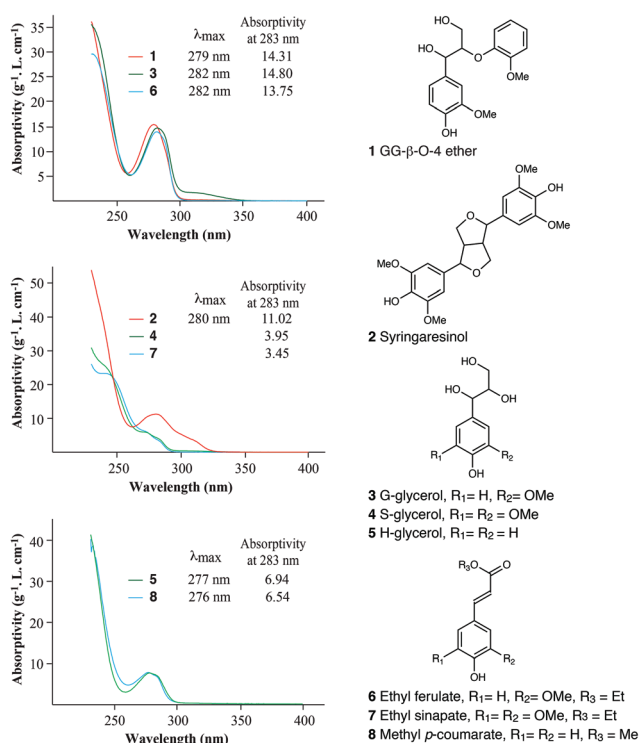 Absorptivity (g⁻¹. L. cm⁻¹)
35
30
25
20
15
10
5
λmax Absorptivity at 283 nm
1 279 nm 14.31
3 282 nm 14.80
6 282 nm 13.75
250 300 350 400
Wavelength (nm)
HO
HO
O
OMe
OMe
OH
1 GG-β-O-4 ether
Absorptivity (g⁻¹. L. cm⁻¹)
50
40
30
20
10
λmax Absorptivity at 283 nm
2 280 nm 11.02
4 3.95
7 3.45
250 300 350 400
Wavelength (nm)
OMe
OH
O
OMe
MeO
O
HO
OMe
2 Syringaresinol
HO
HO
OH
R₁ R₂
OH
3 G-glycerol, R₁= H, R₂= OMe
4 S-glycerol, R₁= R₂ = OMe
5 H-glycerol, R₁= R₂ = H
Absorptivity (g⁻¹. L. cm⁻¹)
40
30
20
10
λmax Absorptivity at 283 nm
5 277 nm 6.94
8 276 nm 6.54
250 300 350 400
Wavelength (nm)
R₃O O
R₁ R₂
OH
6 Ethyl ferulate, R₁= H, R₂= OMe, R₃ = Et
7 Ethyl sinapate, R₁= R₂ = OMe, R₃ = Et
8 Methyl p-coumarate, R₁= R₂ = H, R₃ = Me